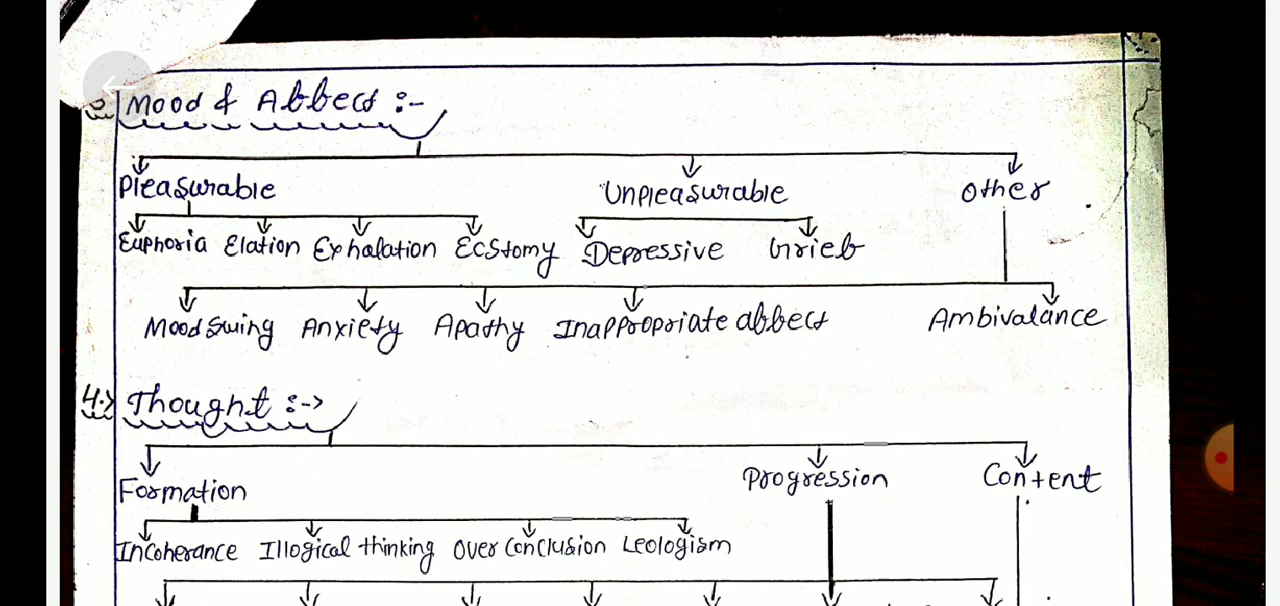 Mood & Abbect :-
Pleasurable Unpleasurable Other
Euphoria Elation Exhalation Ecstomy Depressive Grieb
Mood Swing Anxiety Apathy Inappropriate abbect Ambivalance
4.> Thought :->
Formation Progression Content
Incoherance Illogical thinking Over Conclusion Leologism